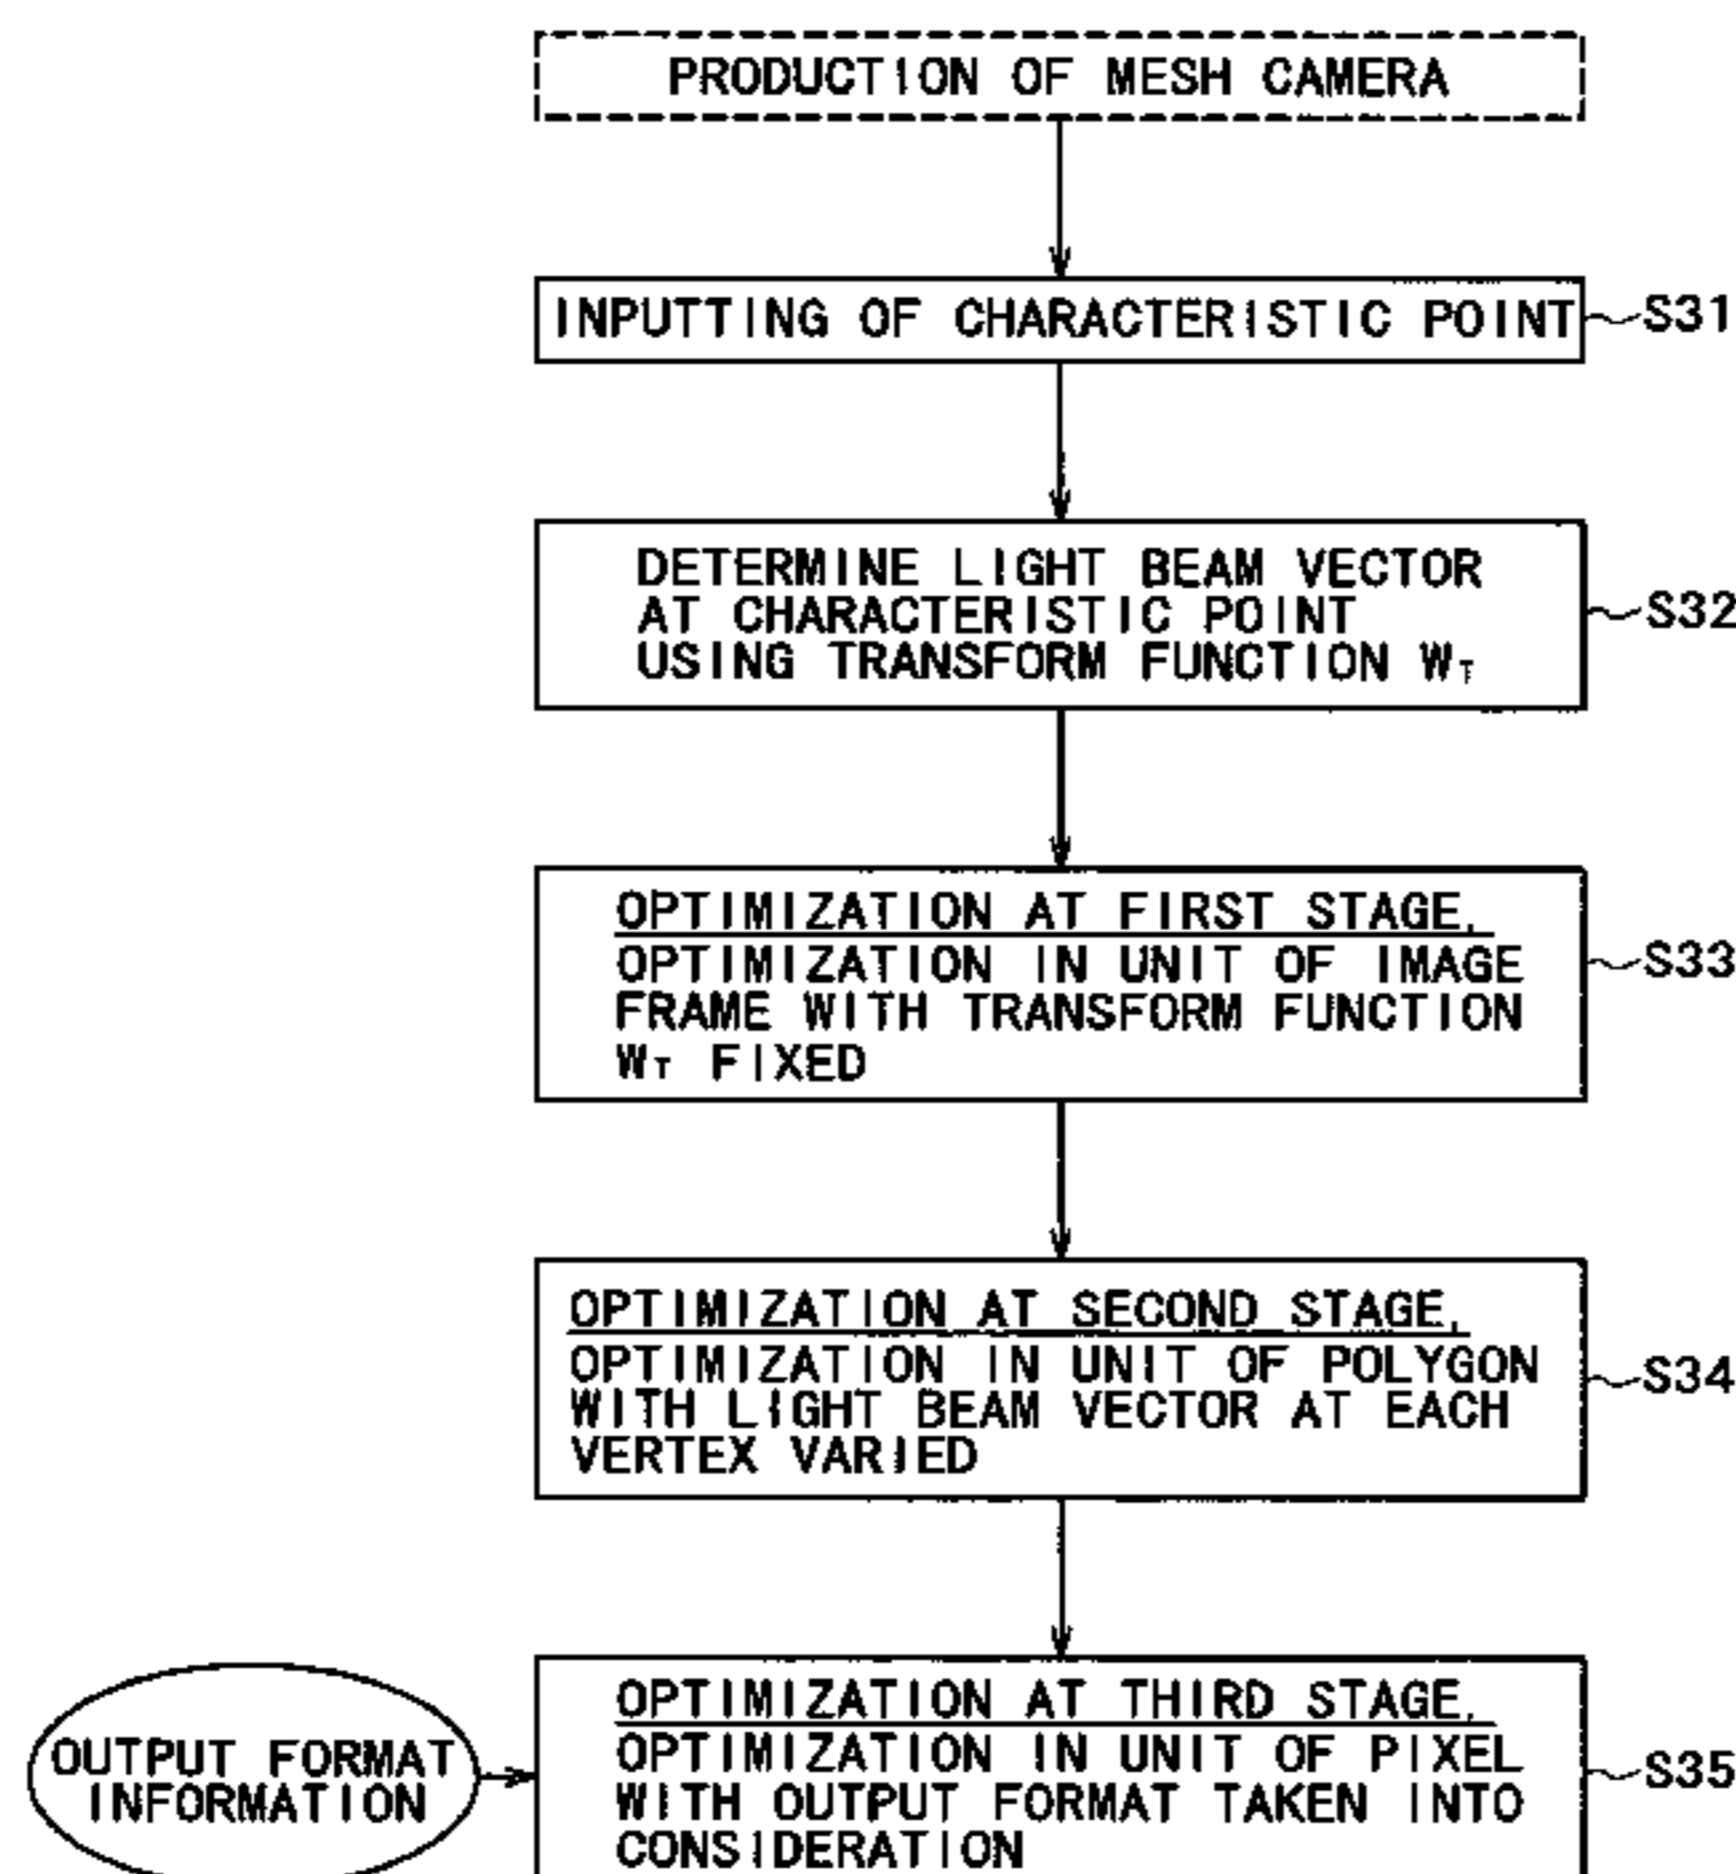 PRODUCTION OF MESH CAMERA
INPUTTING OF CHARACTERISTIC POINT
S31
DETERMINE LIGHT BEAM VECTOR
AT CHARACTERISTIC POINT
USING TRANSFORM FUNCTION WT
S32
OPTIMIZATION AT FIRST STAGE,
OPTIMIZATION IN UNIT OF IMAGE
FRAME WITH TRANSFORM FUNCTION
WT FIXED
S33
OPTIMIZATION AT SECOND STAGE,
OPTIMIZATION IN UNIT OF POLYGON
WITH LIGHT BEAM VECTOR AT EACH
VERTEX VARIED
S34
OUTPUT FORMAT
INFORMATION
OPTIMIZATION AT THIRD STAGE,
OPTIMIZATION IN UNIT OF PIXEL
WITH OUTPUT FORMAT TAKEN INTO
CONSIDERATION
S35